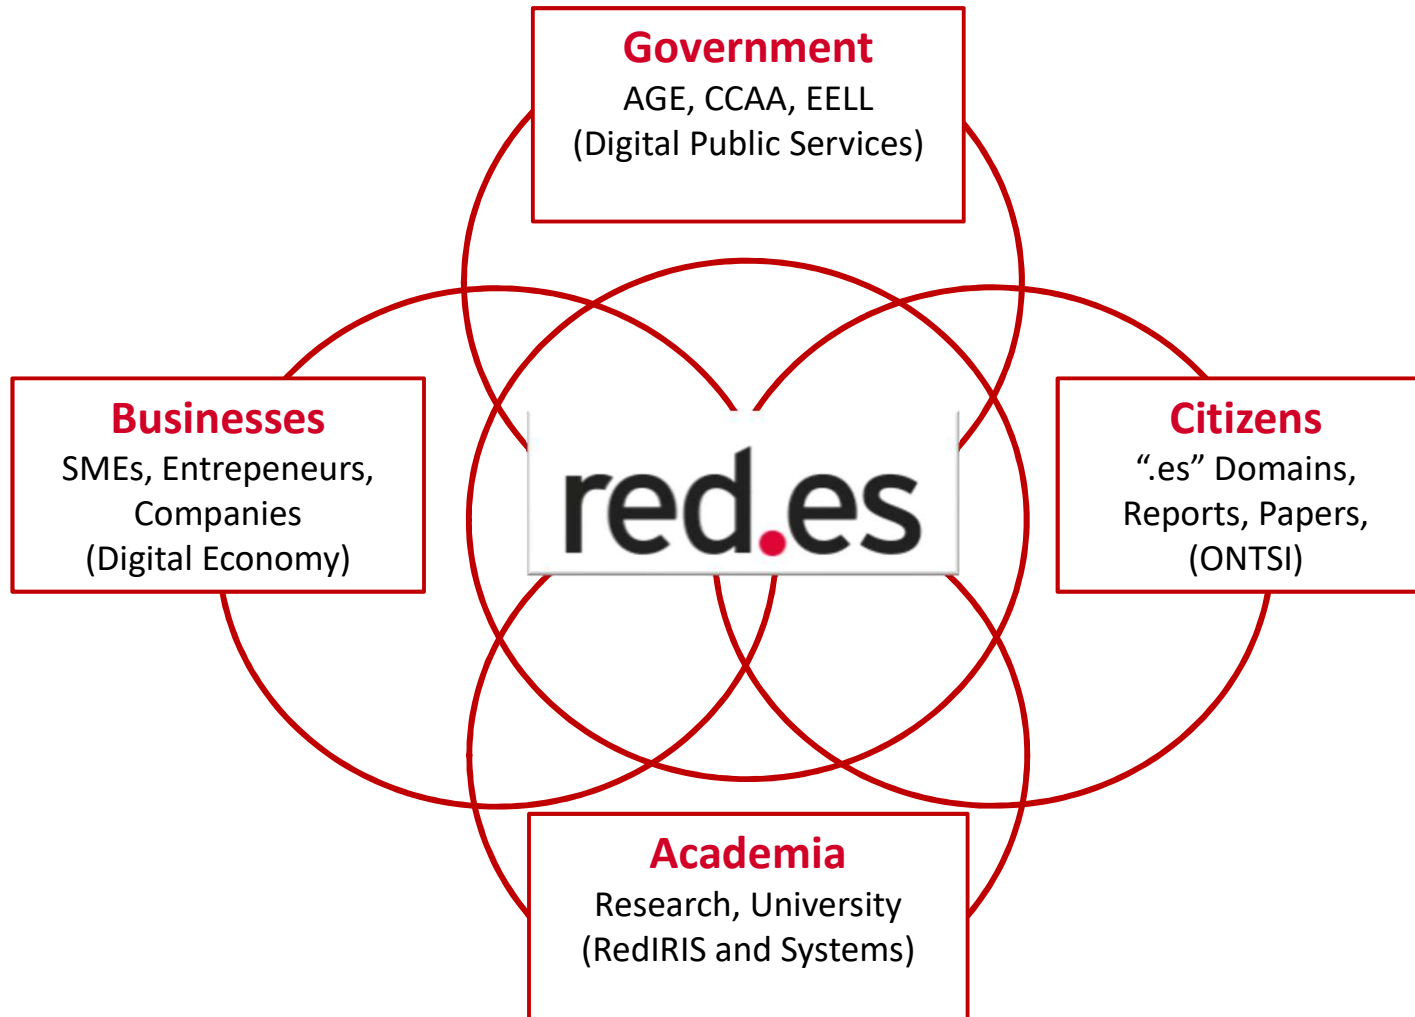 Government
AGE, CCAA, EELL
(Digital Public Services)
Businesses
SMEs, Entrepeneurs,
Companies
(Digital Economy)
red.es
Citizens
“.es” Domains,
Reports, Papers,
(ONTSI)
Academia
Research, University
(RedIRIS and Systems)